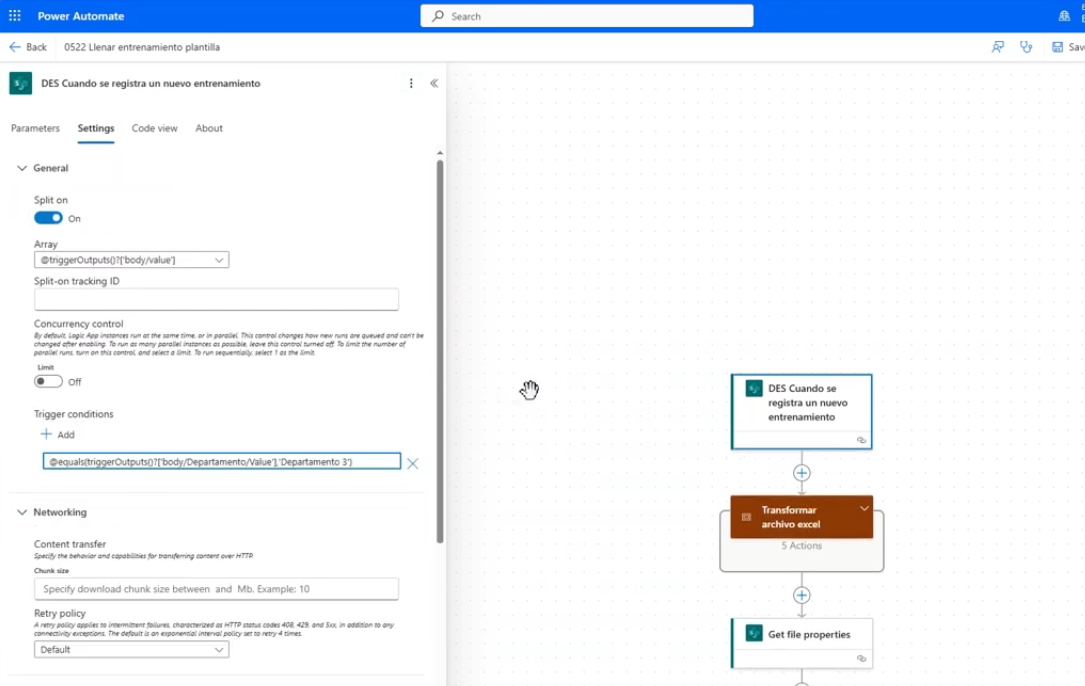 Power Automate
Search
Back
0522 Llenar entrenamiento plantilla
Save
DES Cuando se registra un nuevo entrenamiento
Parameters
Settings
Code view
About
General
Split on
On
Array
@triggerOutputs()?['body/value']
Split-on tracking ID
Concurrency control
By default, Logic App instances run at the same time, or in parallel. This control changes how new runs are queued and can't be
changed after enabling. To run as many parallel instances as possible, leave this control turned off. To limit the number of
parallel runs, turn on this control, and select a limit. To run sequentially, select 1 as the limit.
Limit
Off
Trigger conditions
Add
@equals(triggerOutputs()?['body/Departamento/Value'],'Departamento 3')
Networking
Content transfer
Specify the behavior and capabilities for transferring content over HTTP.
Chunk size
Specify download chunk size between  and  Mb. Example: 10
Retry policy
A retry policy applies to intermittent failures, characterized as HTTP status codes 408, 429, and 5xx, in addition to any
connectivity exceptions. The default is an exponential interval policy set to retry 4 times.
Default
DES Cuando se
registra un nuevo
entrenamiento
Transformar
archivo excel
5 Actions
Get file properties